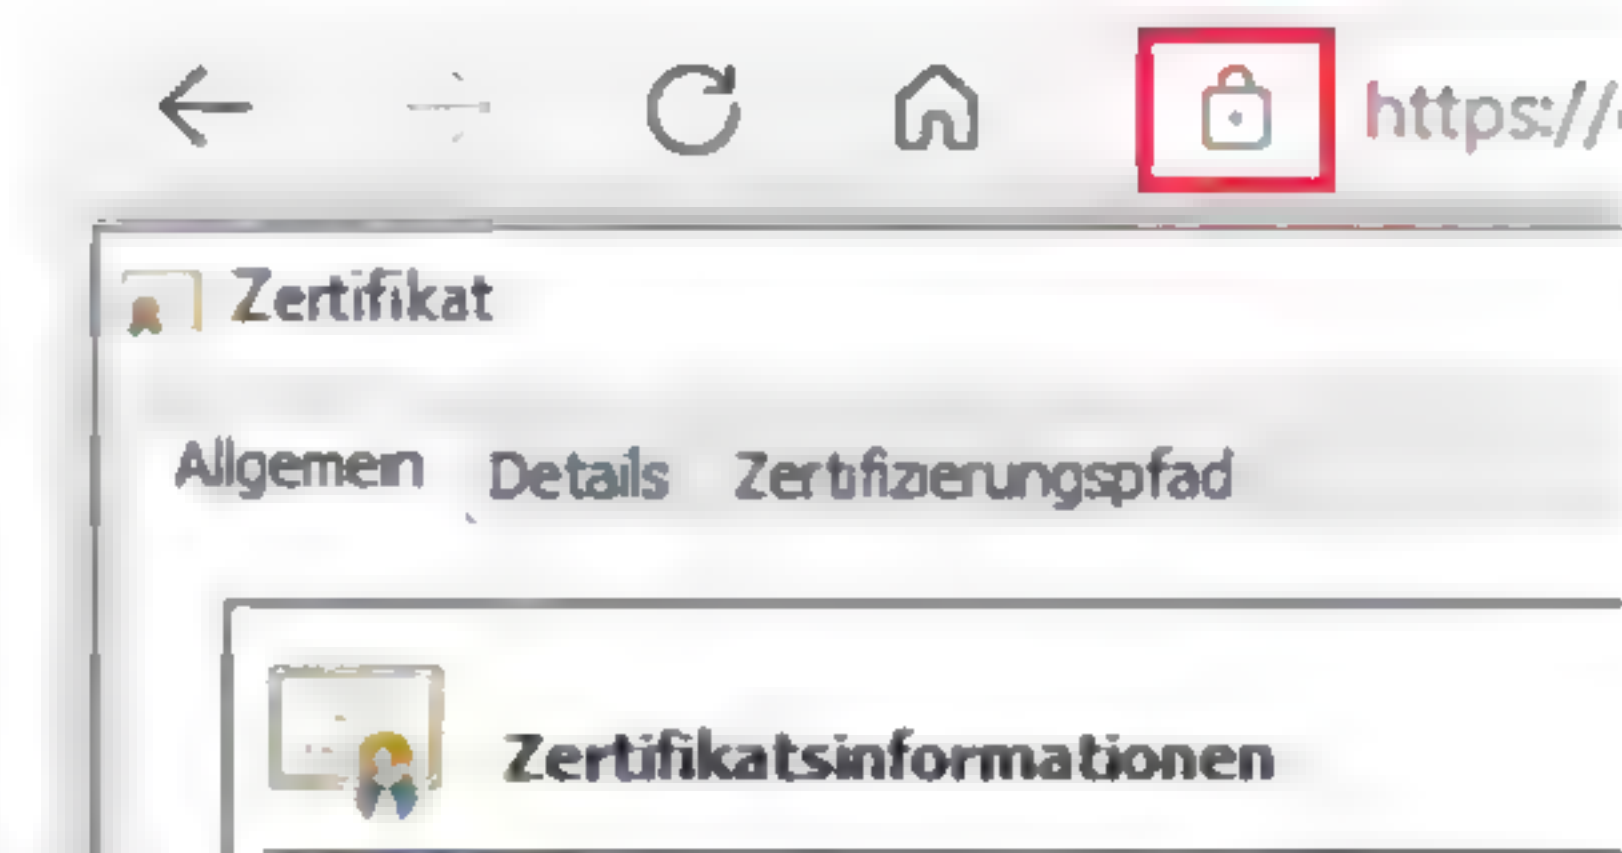 https://
Zertifikat
Allgemein Details Zertifizierungspfad
Zertifikatsinformationen